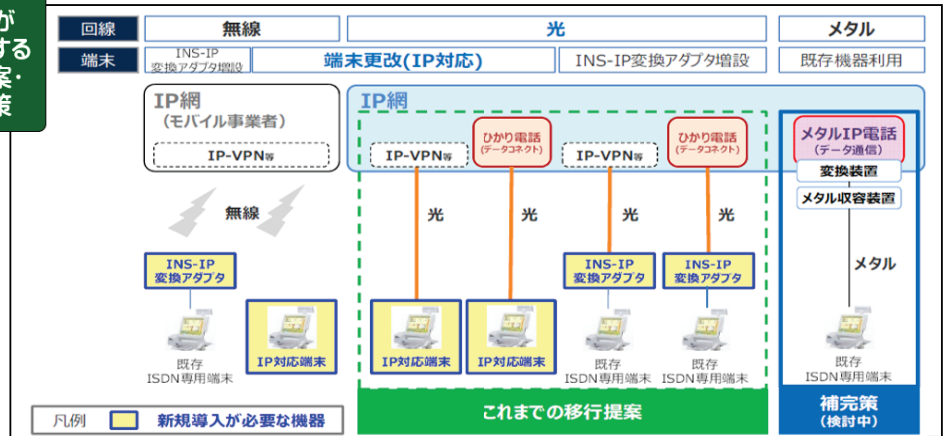 が
する
案・
策
回線
無線
光
メタル
端末
INS-IP
変換アダプタ増設
端末更改(IP対応)
INS-IP変換アダプタ増設
既存機器利用
IP網
(モバイル事業者)
IP-VPN等
IP網
IP-VPN等
ひかり電話
(データコネクト)
IP-VPN等
ひかり電話
(データコネクト)
メタルIP電話
(データ通信)
変換装置
メタル収容装置
無線
光
光
光
光
メタル
INS-IP
変換アダプタ
INS-IP
変換アダプタ
INS-IP
変換アダプタ
既存
ISDN専用端末
IP対応端末
IP対応端末
IP対応端末
既存
ISDN専用端末
既存
ISDN専用端末
既存
ISDN専用端末
凡例
新規導入が必要な機器
これまでの移行提案
補完策
(検討中)